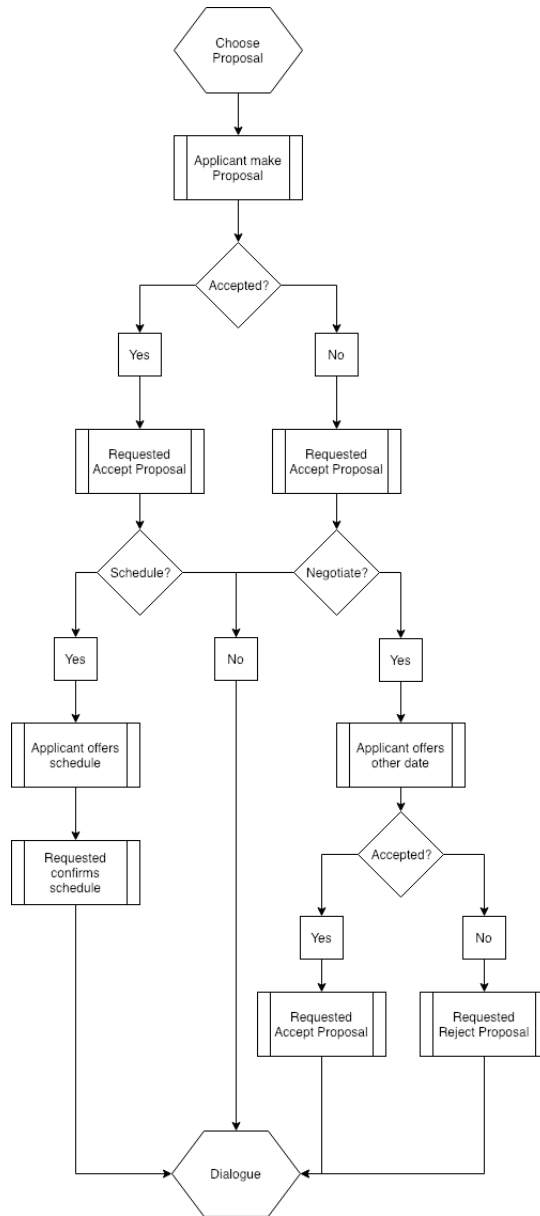 Choose
Proposal
Applicant make
Proposal
Accepted?
Yes
No
Requested
Accept Proposal
Requested
Accept Proposal
Schedule?
Negotiate?
Yes
No
Yes
Applicant offers
schedule
Applicant offers
other date
Requested
confirms
schedule
Accepted?
Yes
No
Requested
Accept Proposal
Requested
Reject Proposal
Dialogue